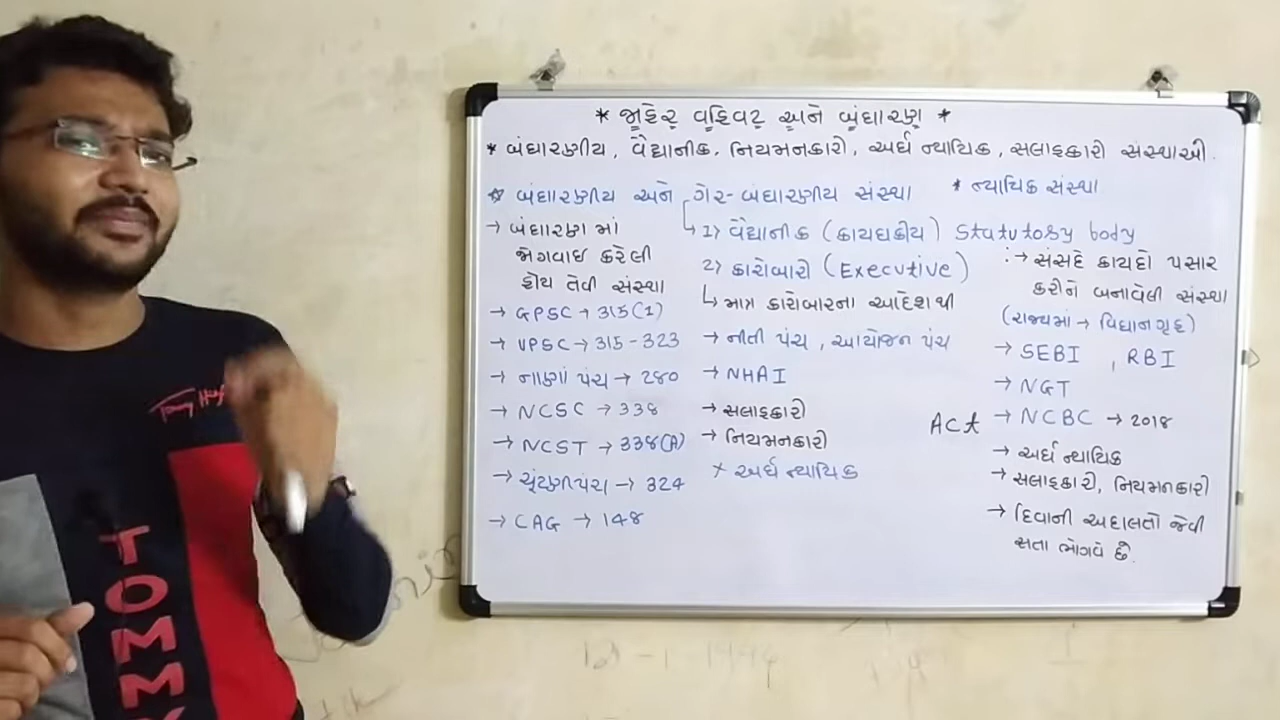 * જાહેર વહિવટ અને બંધારણ *
* બંધારણીય, વૈદ્યાનીક, નિયમનકારી, અર્ધ ન્યાયિક, સલાહકારી સંસ્થાઓ.
☆ બંધારણીય અને ગેર-બંધારણીય સંસ્થા
* ન્યાયિક સંસ્થા
→ બંધારણ માં
જોગવાઈ કરેલી
હોય તેવી સંસ્થા
→ GPSC → 315(1)
→ UPSC → 315-323
→ નાણાં પંચ → 280
→ NCSC → 338
→ NCST → 338(A)
→ ચૂંટણીપંચ → 324
→ CAG → 148
1) વૈદ્યાનીક (કાયદાકીય) Statutory body
2) કારોબારી (Executive)
માત્ર કારોબારના આદેશથી
→ નીતી પંચ, આયોજન પંચ
→ NHAI
→ સલાહકારી
→ નિયમનકારી
× અર્ધ ન્યાયિક
:→ સંસદે કાયદો પસાર
કરીને બનાવેલી સંસ્થા
(રાજ્યમાં → વિધાનગૃહ)
→ SEBI , RBI
→ NGT
Act → NCBC → 2018
→ અર્ધ ન્યાયિક
→ સલાહકારી, નિયમનકારી
→ દિવાની અદાલતો જેવી
સતા ભોગવે છે.
TOMM